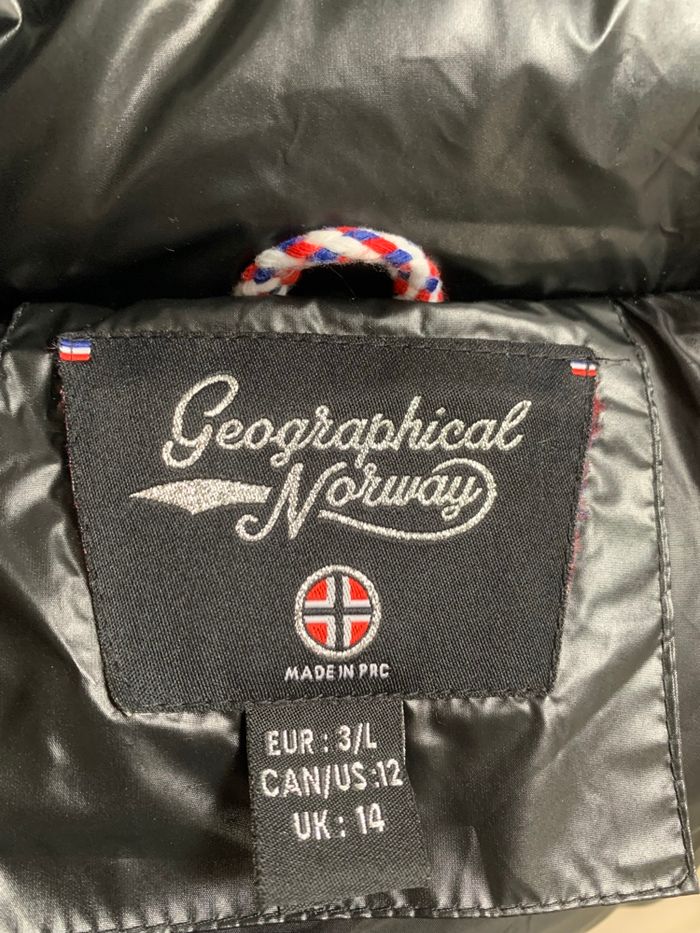 Geographical
Norway
MADE IN PRC
EUR : 3/L
CAN/US :12
UK : 14